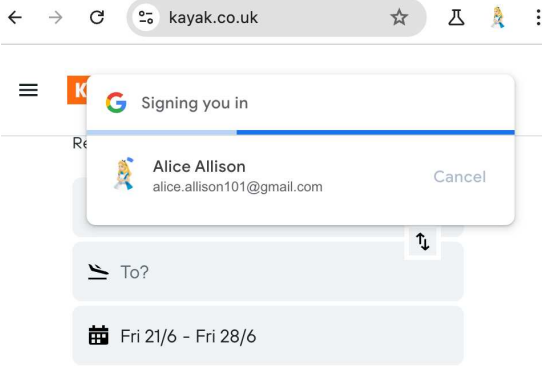 kayak.co.uk
K
Signing you in
Re
Alice Allison
alice.allison101@gmail.com
Cancel
To?
Fri 21/6 - Fri 28/6